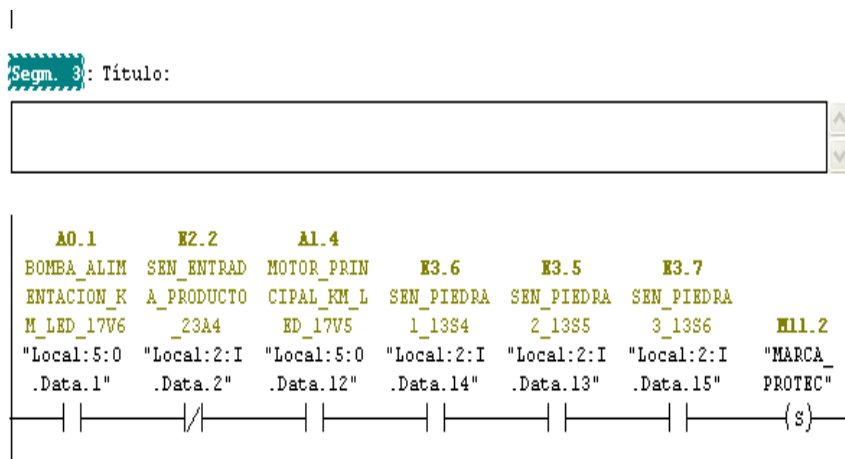 Segm. 3: Título:
A0.1 E2.2 A1.4
BOMBA_ALIM SEN_ENTRAD MOTOR_PRIN E3.6 E3.5 E3.7
ENTACION_K A_PRODUCTO CIPAL_KM_L SEN_PIEDRA SEN_PIEDRA SEN_PIEDRA
M_LED_17V6 _23A4 ED_17V5 1_13S4 2_13S5 3_13S6 M11.2
"Local:5:O "Local:2:I "Local:5:O "Local:2:I "Local:2:I "Local:2:I "MARCA_
.Data.1" .Data.2" .Data.12" .Data.14" .Data.13" .Data.15" PROTEC"
S